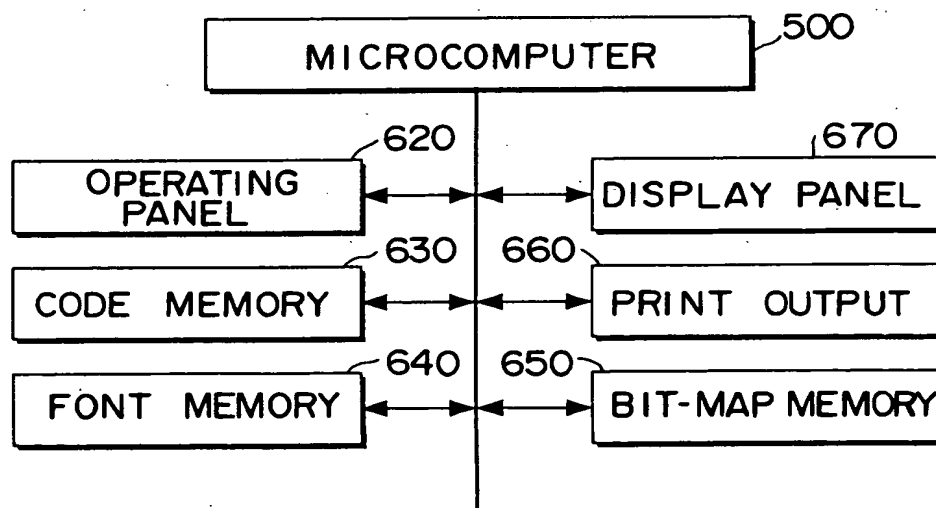 500
MICROCOMPUTER
620
OPERATING
PANEL
670
DISPLAY PANEL
630
CODE MEMORY
660
PRINT OUTPUT
640
FONT MEMORY
650
BIT-MAP MEMORY